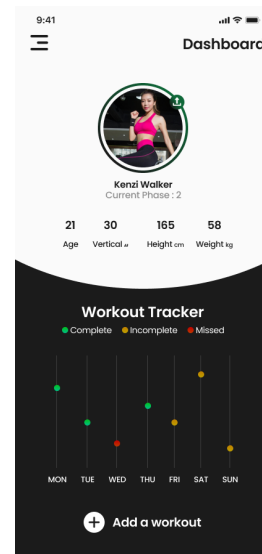 9:41
Dashboard
Kenzi Walker
Current Phase : 2
21 30 165 58
Age Vertical Height cm Weight kg
Workout Tracker
Complete Incomplete Missed
MON TUE WED THU FRI SAT SUN
Add a workout